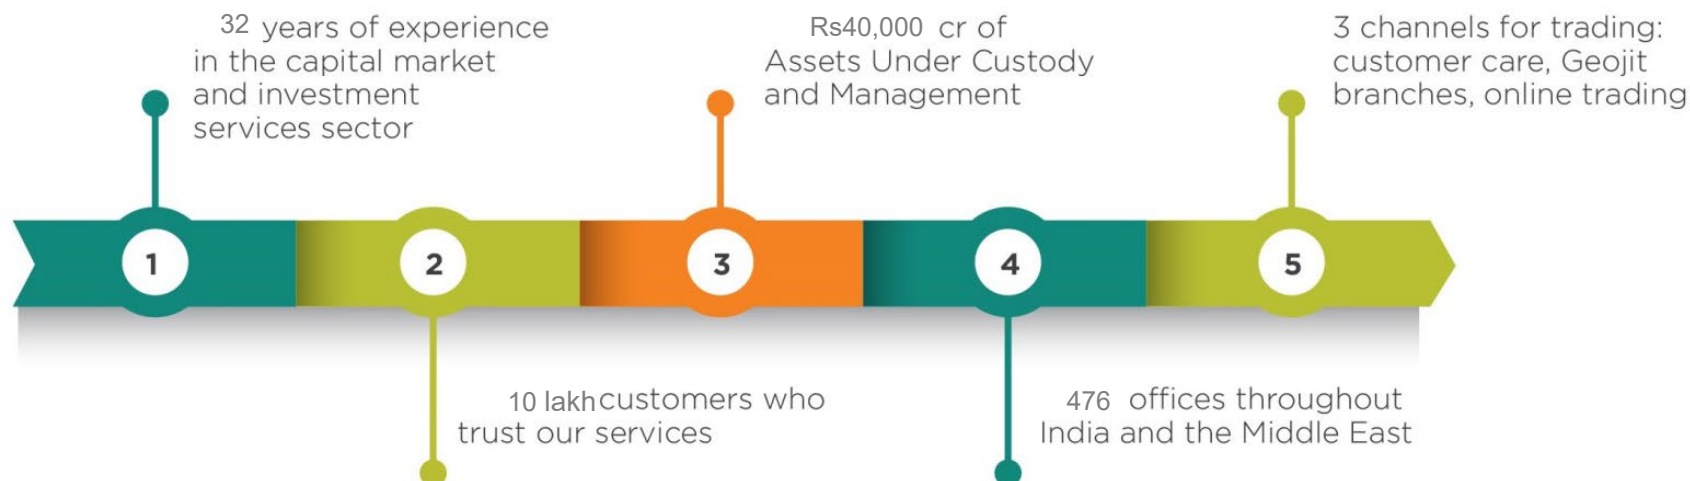 32 years of experience
in the capital market
and investment
services sector
Rs40,000 cr of
Assets Under Custody
and Management
3 channels for trading:
customer care, Geojit
branches, online trading
1
2
3
4
5
10 lakh customers who
trust our services
476 offices throughout
India and the Middle East